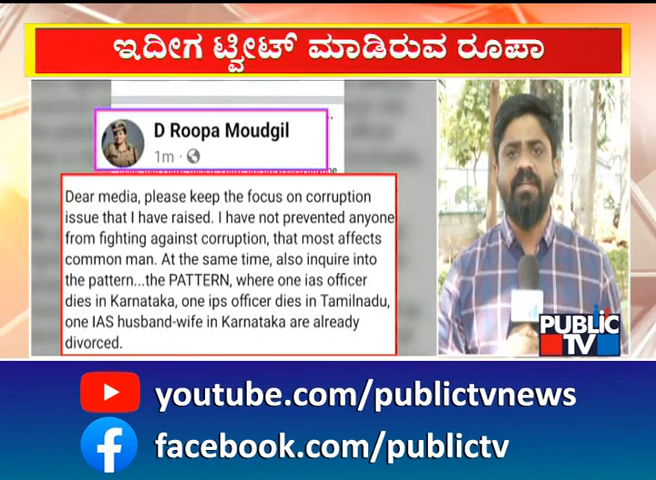 ಇದೀಗ ಟ್ವೀಟ್ ಮಾಡಿರುವ ರೂಪಾ
D Roopa Moudgil
1m ·
Dear media, please keep the focus on corruption
issue that I have raised. I have not prevented anyone
from fighting against corruption, that most affects
common man. At the same time, also inquire into
the pattern...the PATTERN, where one ias officer
dies in Karnataka, one ips officer dies in Tamilnadu,
one IAS husband-wife in Karnataka are already
divorced.
PUBLiC
TV
youtube.com/publictvnews
facebook.com/publictv